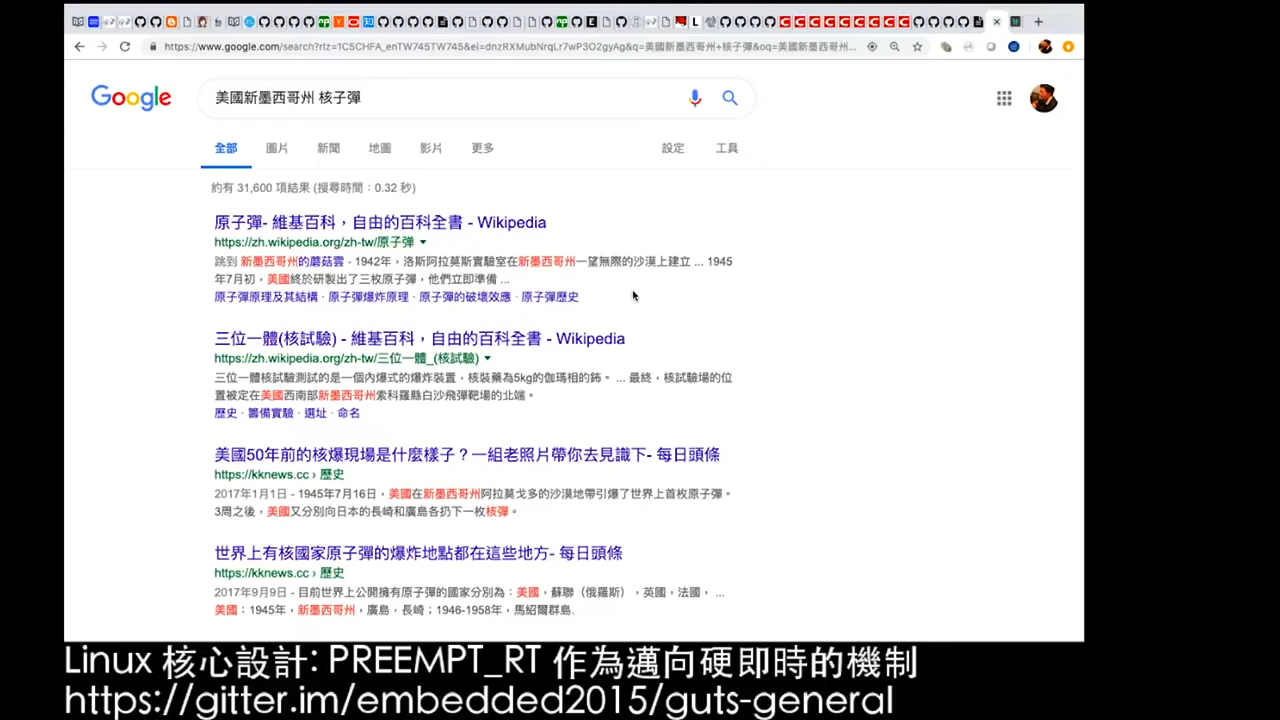 https://www.google.com/search?rlz=1C5CHFA_enTW745TW745&ei=dnzRXMubNrqLr7wP3O2gyAg&q=美國新墨西哥州+核子彈&oq=美國新墨西哥州...
Google
美國新墨西哥州 核子彈
全部 圖片 新聞 地圖 影片 更多 設定 工具
約有 31,600 項結果 (搜尋時間：0.32 秒)
原子彈- 維基百科，自由的百科全書 - Wikipedia
https://zh.wikipedia.org/zh-tw/原子弹
跳到 新墨西哥州的蘑菇雲 - 1942年，洛斯阿拉莫斯實驗室在新墨西哥州一望無際的沙漠上建立 ... 1945
年7月初，美國終於研製出了三枚原子彈，他們立即準備 ...
原子彈原理及其結構 · 原子彈爆炸原理 · 原子彈的破壞效應 · 原子彈歷史
三位一體(核試驗) - 維基百科，自由的百科全書 - Wikipedia
https://zh.wikipedia.org/zh-tw/三位一體_(核試驗)
三位一體核試驗測試的是一個內爆式的爆炸裝置，核裝藥為5kg的伽瑪相的鈽。 ... 最終，核試驗場的位
置被定在美國西南部新墨西哥州索科羅縣白沙飛彈靶場的北端。
歷史 · 籌備實驗 · 選址 · 命名
美國50年前的核爆現場是什麼樣子？一組老照片帶你去見識下- 每日頭條
https://kknews.cc › 歷史
2017年1月1日 - 1945年7月16日，美國在新墨西哥州阿拉莫戈多的沙漠地帶引爆了世界上首枚原子彈。
3周之後，美國又分別向日本的長崎和廣島各扔下一枚核彈。
世界上有核國家原子彈的爆炸地點都在這些地方- 每日頭條
https://kknews.cc › 歷史
2017年9月9日 - 目前世界上公開擁有原子彈的國家分別為：美國，蘇聯（俄羅斯），英國，法國， ...
美國：1945年，新墨西哥州，廣島，長崎；1946-1958年，馬紹爾群島.
Linux 核心設計: PREEMPT_RT 作為邁向硬即時的機制
https://gitter.im/embedded2015/guts-general